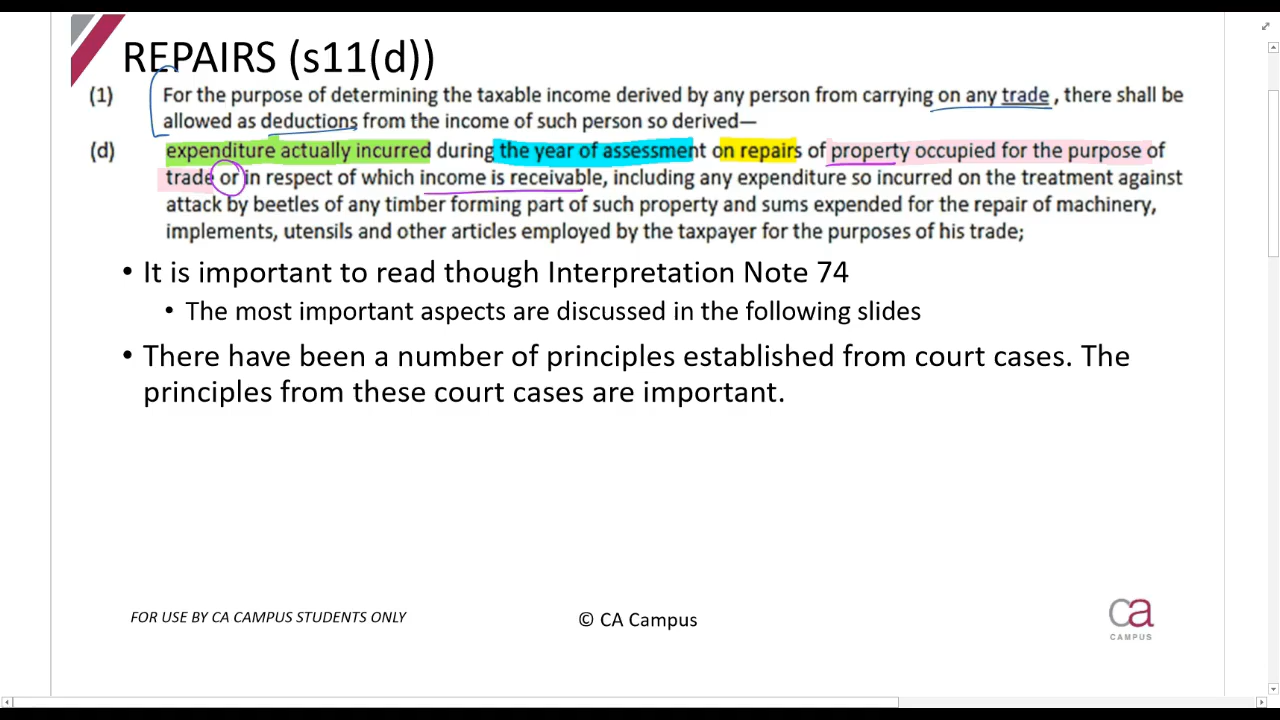 REPAIRS (s11(d))
(1) For the purpose of determining the taxable income derived by any person from carrying on any trade , there shall be
allowed as deductions from the income of such person so derived—
(d) expenditure actually incurred during the year of assessment on repairs of property occupied for the purpose of
trade or in respect of which income is receivable, including any expenditure so incurred on the treatment against
attack by beetles of any timber forming part of such property and sums expended for the repair of machinery,
implements, utensils and other articles employed by the taxpayer for the purposes of his trade;
• It is important to read though Interpretation Note 74
• The most important aspects are discussed in the following slides
• There have been a number of principles established from court cases. The
principles from these court cases are important.
FOR USE BY CA CAMPUS STUDENTS ONLY
© CA Campus
ca
CAMPUS